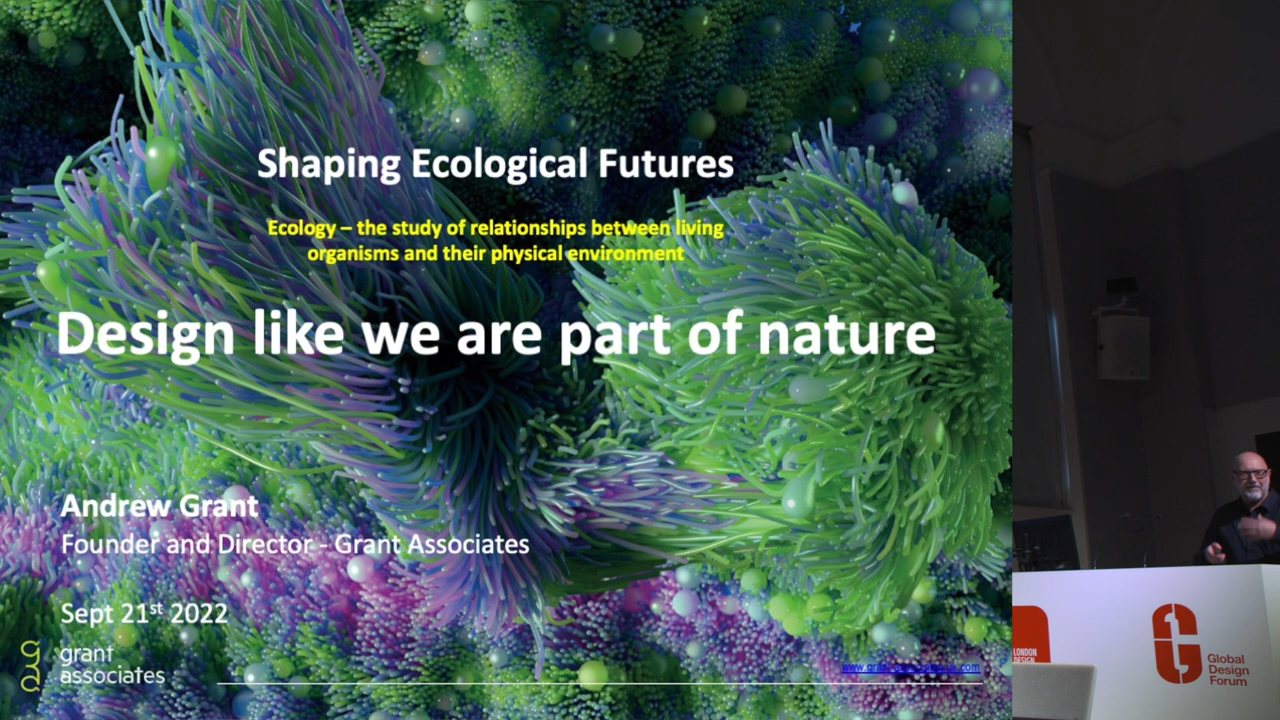 Shaping Ecological Futures
Ecology – the study of relationships between living
organisms and their physical environment
Design like we are part of nature
Andrew Grant
Founder and Director - Grant Associates
Sept 21st 2022
grant
associates
LONDON
DESIGN
Global
Design
Forum